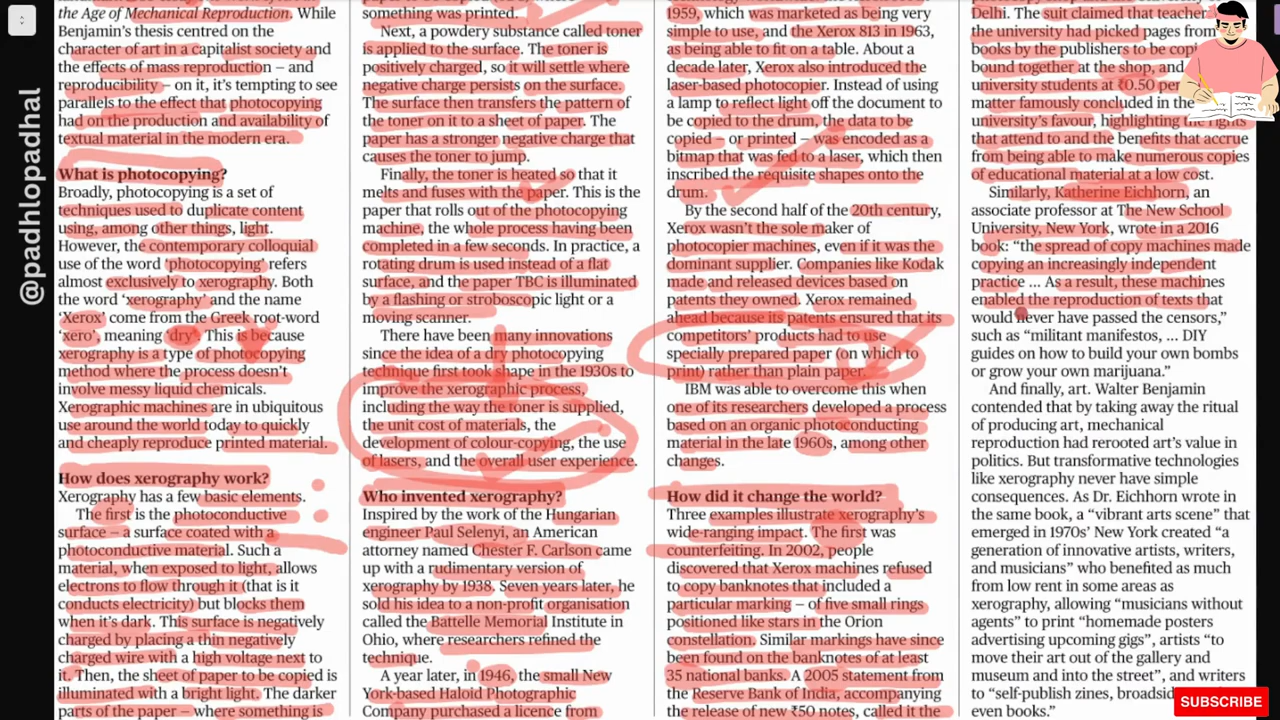 @padhlopadhal
the Age of Mechanical Reproduction. While
Benjamin's thesis centred on the
character of art in a capitalist society and
the effects of mass reproduction – and
reproducibility – on it, it's tempting to see
parallels to the effect that photocopying
had on the production and availability of
textual material in the modern era.
What is photocopying?
Broadly, photocopying is a set of
techniques used to duplicate content
using, among other things, light.
However, the contemporary colloquial
use of the word 'photocopying' refers
almost exclusively to xerography. Both
the word 'xerography' and the name
'Xerox' come from the Greek root-word
'xero', meaning 'dry'. This is because
xerography is a type of photocopying
method where the process doesn't
involve messy liquid chemicals.
Xerographic machines are in ubiquitous
use around the world today to quickly
and cheaply reproduce printed material.
How does xerography work?
Xerography has a few basic elements.
The first is the photoconductive
surface – a surface coated with a
photoconductive material. Such a
material, when exposed to light, allows
electrons to flow through it (that is it
conducts electricity) but blocks them
when it's dark. This surface is negatively
charged by placing a thin negatively
charged wire with a high voltage next to
it. Then, the sheet of paper to be copied is
illuminated with a bright light. The darker
parts of the paper – where something is
something was printed.
Next, a powdery substance called toner
is applied to the surface. The toner is
positively charged, so it will settle where
negative charge persists on the surface.
The surface then transfers the pattern of
the toner on it to a sheet of paper. The
paper has a stronger negative charge that
causes the toner to jump.
Finally, the toner is heated so that it
melts and fuses with the paper. This is the
paper that rolls out of the photocopying
machine, the whole process having been
completed in a few seconds. In practice, a
rotating drum is used instead of a flat
surface, and the paper TBC is illuminated
by a flashing or stroboscopic light or a
moving scanner.
There have been many innovations
since the idea of a dry photocopying
technique first took shape in the 1930s to
improve the xerographic process,
including the way the toner is supplied,
the unit cost of materials, the
development of colour-copying, the use
of lasers, and the overall user experience.
Who invented xerography?
Inspired by the work of the Hungarian
engineer Paul Selenyi, an American
attorney named Chester F. Carlson came
up with a rudimentary version of
xerography by 1938. Seven years later, he
sold his idea to a non-profit organisation
called the Battelle Memorial Institute in
Ohio, where researchers refined the
technique.
A year later, in 1946, the small New
York-based Haloid Photographic
Company purchased a licence from
1959, which was marketed as being very
simple to use, and the Xerox 813 in 1963,
as being able to fit on a table. About a
decade later, Xerox also introduced the
laser-based photocopier. Instead of using
a lamp to reflect light off the document to
be copied to the drum, the data to be
copied – or printed – was encoded as a
bitmap that was fed to a laser, which then
inscribed the requisite shapes onto the
drum.
By the second half of the 20th century,
Xerox wasn't the sole maker of
photocopier machines, even if it was the
dominant supplier. Companies like Kodak
made and released devices based on
patents they owned. Xerox remained
ahead because its patents ensured that its
competitors' products had to use
specially prepared paper (on which to
print) rather than plain paper.
IBM was able to overcome this when
one of its researchers developed a process
based on an organic photoconducting
material in the late 1960s, among other
changes.
How did it change the world?
Three examples illustrate xerography's
wide-ranging impact. The first was
counterfeiting. In 2002, people
discovered that Xerox machines refused
to copy banknotes that included a
particular marking – of five small rings
positioned like stars in the Orion
constellation. Similar markings have since
been found on the banknotes of at least
35 national banks. A 2005 statement from
the Reserve Bank of India, accompanying
the release of new ₹50 notes, called it the
Delhi. The suit claimed that teacher
the university had picked pages from
books by the publishers to be copi
bound together at the shop, and
university students at ₹0.50 per
matter famously concluded in the
university's favour, highlighting the rights
that attend to and the benefits that accrue
from being able to make numerous copies
of educational material at a low cost.
Similarly, Katherine Eichhorn, an
associate professor at The New School
University, New York, wrote in a 2016
book: "the spread of copy machines made
copying an increasingly independent
practice ... As a result, these machines
enabled the reproduction of texts that
would never have passed the censors,"
such as "militant manifestos, ... DIY
guides on how to build your own bombs
or grow your own marijuana."
And finally, art. Walter Benjamin
contended that by taking away the ritual
of producing art, mechanical
reproduction had rerooted art's value in
politics. But transformative technologies
like xerography never have simple
consequences. As Dr. Eichhorn wrote in
the same book, a "vibrant arts scene" that
emerged in 1970s' New York created "a
generation of innovative artists, writers,
and musicians" who benefited as much
from low rent in some areas as
xerography, allowing "musicians without
agents" to print "homemade posters
advertising upcoming gigs", artists "to
move their art out of the gallery and
museum and into the street", and writers
to "self-publish zines, broadsid
even books."
SUBSCRIBE